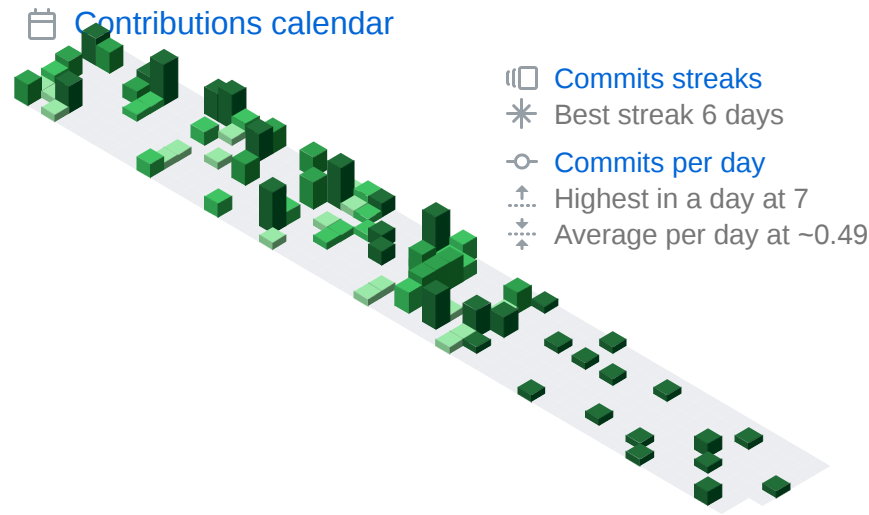 Contributions calendar
Commits streaks
Best streak 6 days
Commits per day
Highest in a day at 7
Average per day at ~0.49